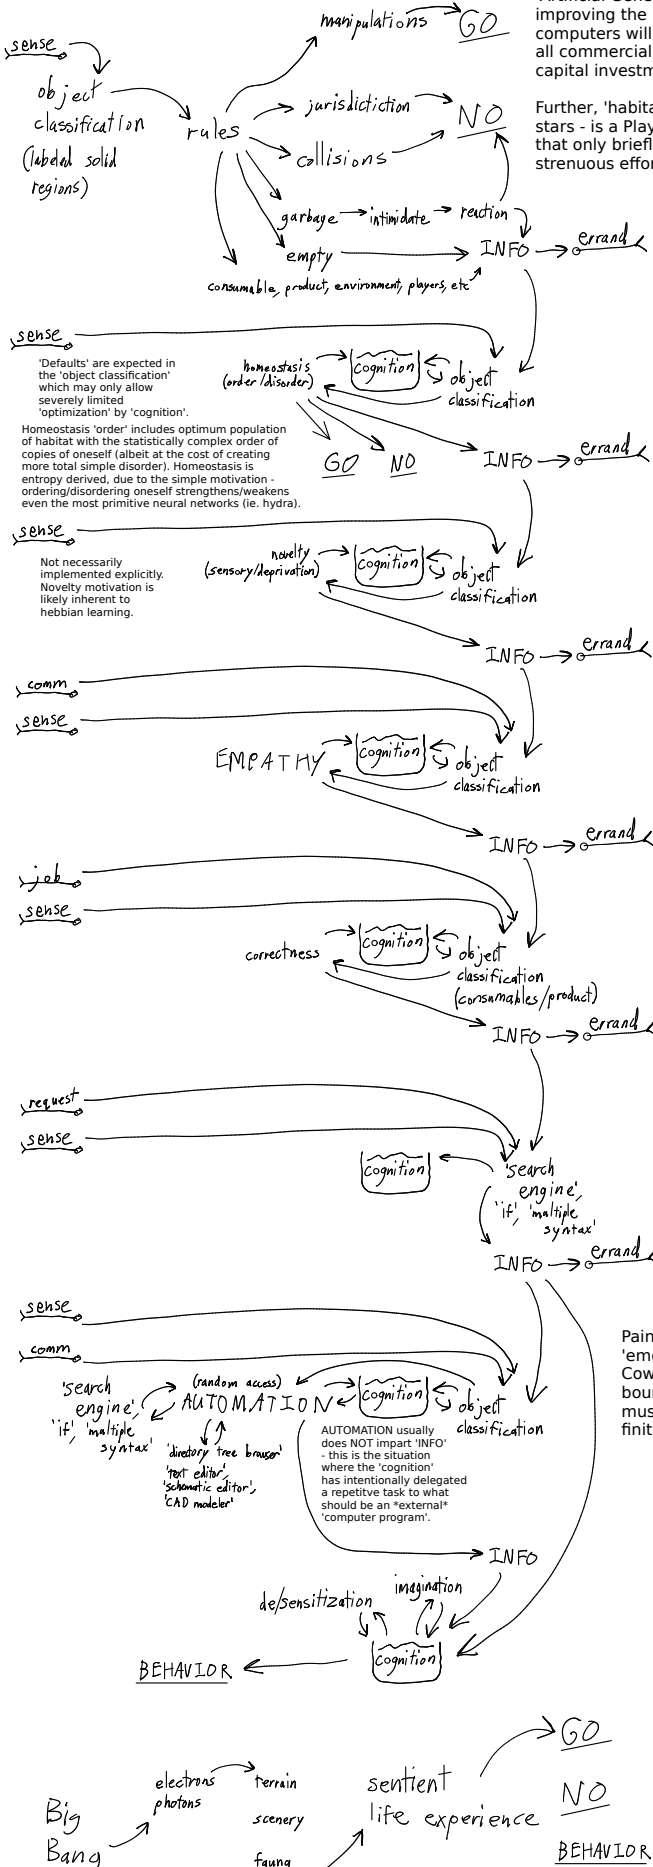 'Artificial Gene
improving the
computers will
all commercial
capital investm
Further, 'habita
stars - is a Play
that only briefl
strenuous effor
manipulations
GO
sense
object
classification
(labeled solid
regions)
rules
jurisdictiction
NO
collisions
garbage
intimidate
reaction
empty
INFO
errand
consumable, product, environment, players, etc
sense
'Defaults' are expected in
the 'object classification'
which may only allow
severely limited
'optimization' by 'cognition'.
homeostasis
(order/disorder)
cognition
object
classification
Homeostasis 'order' includes optimum population
of habitat with the statistically complex order of
copies of oneself (albeit at the cost of creating
more total simple disorder). Homeostasis is
entropy derived, due to the simple motivation -
ordering/disordering oneself strengthens/weakens
even the most primitive neural networks (ie. hydra).
GO
NO
INFO
errand
sense
Not necessarily
implemented explicitly.
Novelty motivation is
likely inherent to
hebbian learning.
novelty
(sensory/deprivation)
cognition
object
classification
INFO
errand
comm
sense
EMPATHY
cognition
object
classification
INFO
errand
job
sense
correctness
cognition
object
classification
(consumables/product)
INFO
errand
request
sense
cognition
'search
engine',
'if', 'multiple
syntax'
INFO
errand
sense
comm
Pain
'emo
Cow
boun
mus
finit
'search
engine',
'if', 'multiple
syntax'
(random access)
AUTOMATION
cognition
object
classification
'directory tree browser'
'text editor',
'schematic editor',
'CAD modeler'
AUTOMATION usually
does NOT impart 'INFO'
- this is the situation
where the 'cognition'
has intentionally delegated
a repetitve task to what
should be an *external*
'computer program'.
INFO
de/sensitization
imagination
cognition
BEHAVIOR
Big
Bang
electrons
photons
terrain
scenery
fauna
sentient
life experience
GO
NO
BEHAVIOR